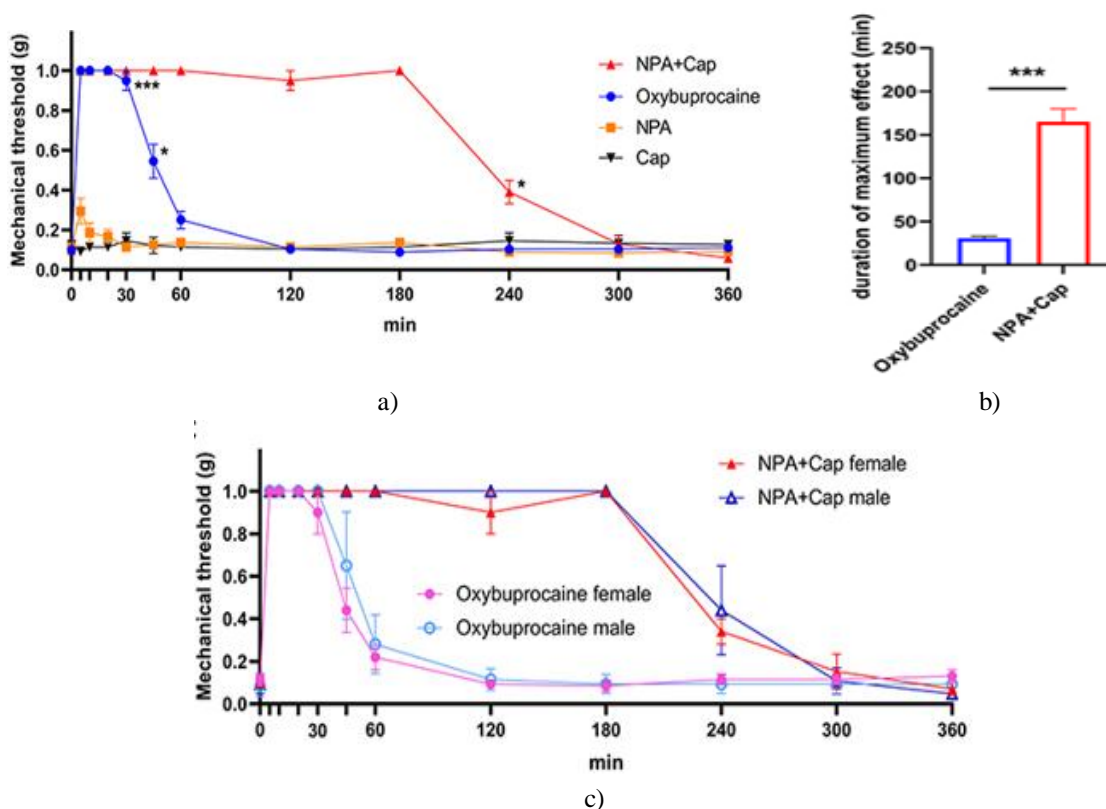 Mechanical threshold (g)
1.0
0.8
0.6
0.4
0.2
0.0
***
*
*
NPA+Cap
Oxybuprocaine
NPA
Cap
0 30 60 120 180 240 300 360
min
a)
duration of maximum effect (min)
250
200
150
100
50
0
***
Oxybuprocaine
NPA+Cap
b)
Mechanical threshold (g)
1.0
0.8
0.6
0.4
0.2
0.0
NPA+Cap female
NPA+Cap male
Oxybuprocaine female
Oxybuprocaine male
0 30 60 120 180 240 300 360
min
c)